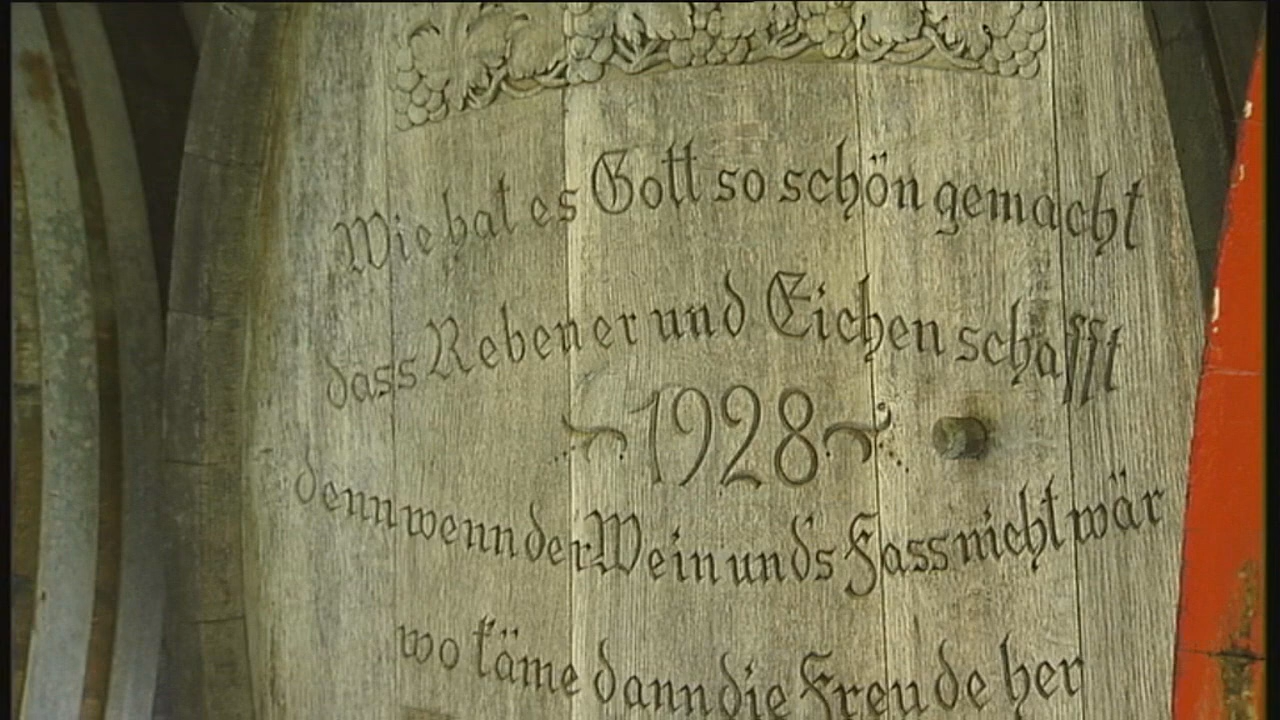 Wie hat es Gott so schön gemacht
dass Reben er und Eichen schafft
1928
denn wenn der Wein und's Fass nicht wär
wo käme dann die Freude her